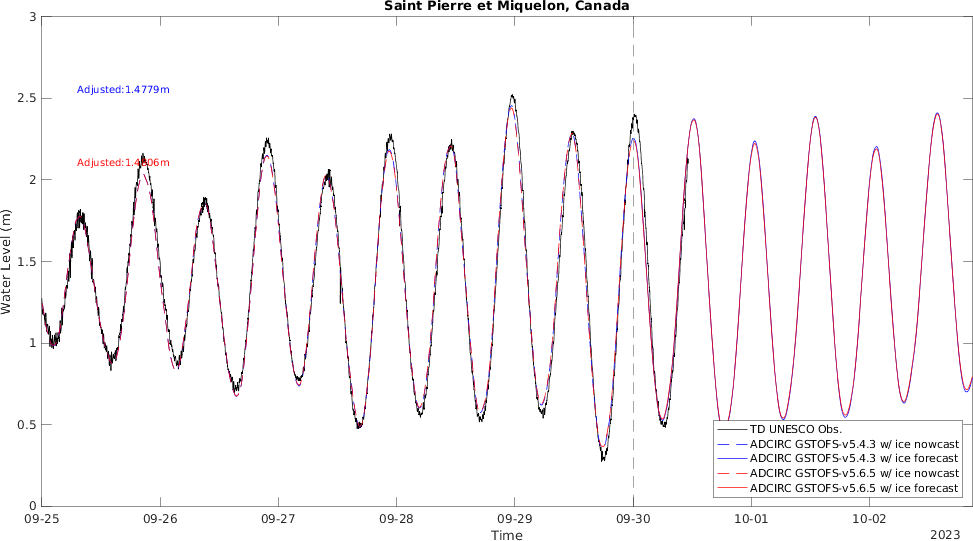 Saint Pierre et Miquelon, Canada
3
2.5
2
1.5
1
0.5
0
Water Level (m)
Adjusted:1.4779m
Adjusted:1.4606m
09-25
09-26
09-27
09-28
09-29
09-30
10-01
10-02
Time
2023
TD UNESCO Obs.
ADCIRC GSTOFS-v5.4.3 w/ ice nowcast
ADCIRC GSTOFS-v5.4.3 w/ ice forecast
ADCIRC GSTOFS-v5.6.5 w/ ice nowcast
ADCIRC GSTOFS-v5.6.5 w/ ice forecast